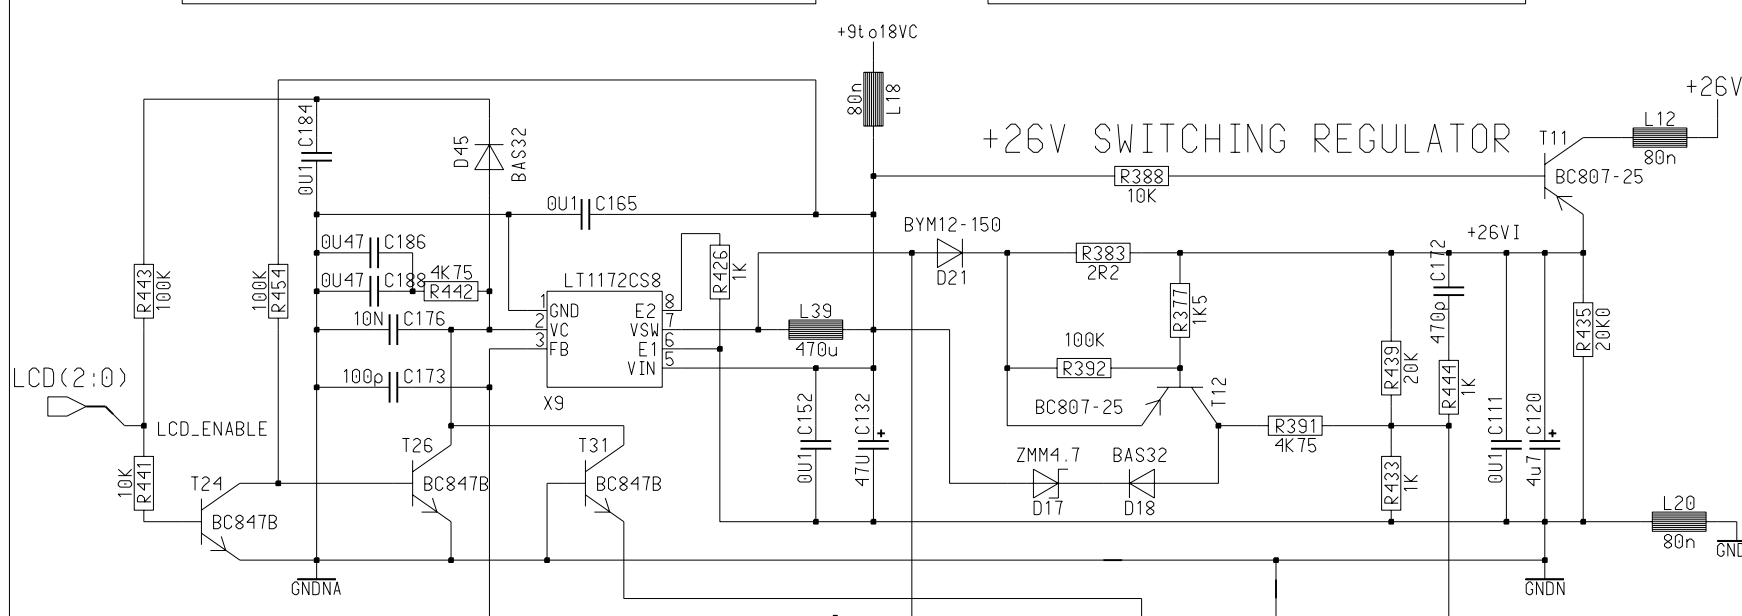 +9to18VC
80n
L18
+26V
+26V SWITCHING REGULATOR
L12
80n
T11
BC807-25
R388
10K
C184
0U1
D45
BAS32
0U1
C165
BYM12-150
D21
+26VI
0U47
C186
0U47
C188
4K75
R442
R443
100K
100K
R454
LT1172CS8
R426
1K
R383
2R2
C172
470p
10N
C176
1
GND
2
VC
3
FB
E2
8
VSW
7
E1
6
VIN
5
X9
L39
470u
R377
1K5
100K
R392
R439
20K
R444
1K
R435
20K0
LCD(2:0)
100p
C173
BC807-25
T12
LCD_ENABLE
C152
0U1
C132
47U
+
R391
4K75
C111
0U1
C120
4u7
+
10K
R441
T24
BC847B
T26
BC847B
T31
BC847B
ZMM4.7
D17
BAS32
D18
R433
1K
L20
80n
GND
GNDNA
GNDN